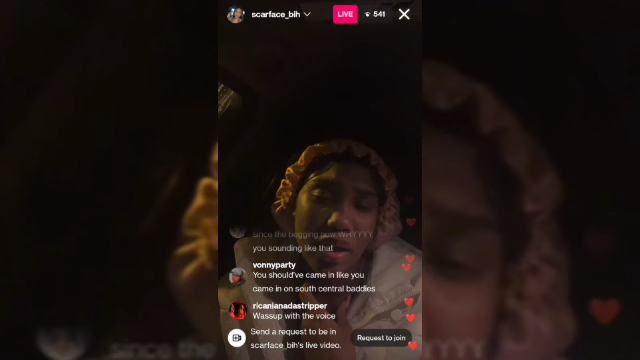 scarface_bih
LIVE
541
since the begging now WHYYYY
you sounding like that
vonnyparty
You should've came in like you
came in on south central baddies
ricanianadastripper
Wassup with the voice
Send a request to be in
scarface_bih's live video.
Request to join